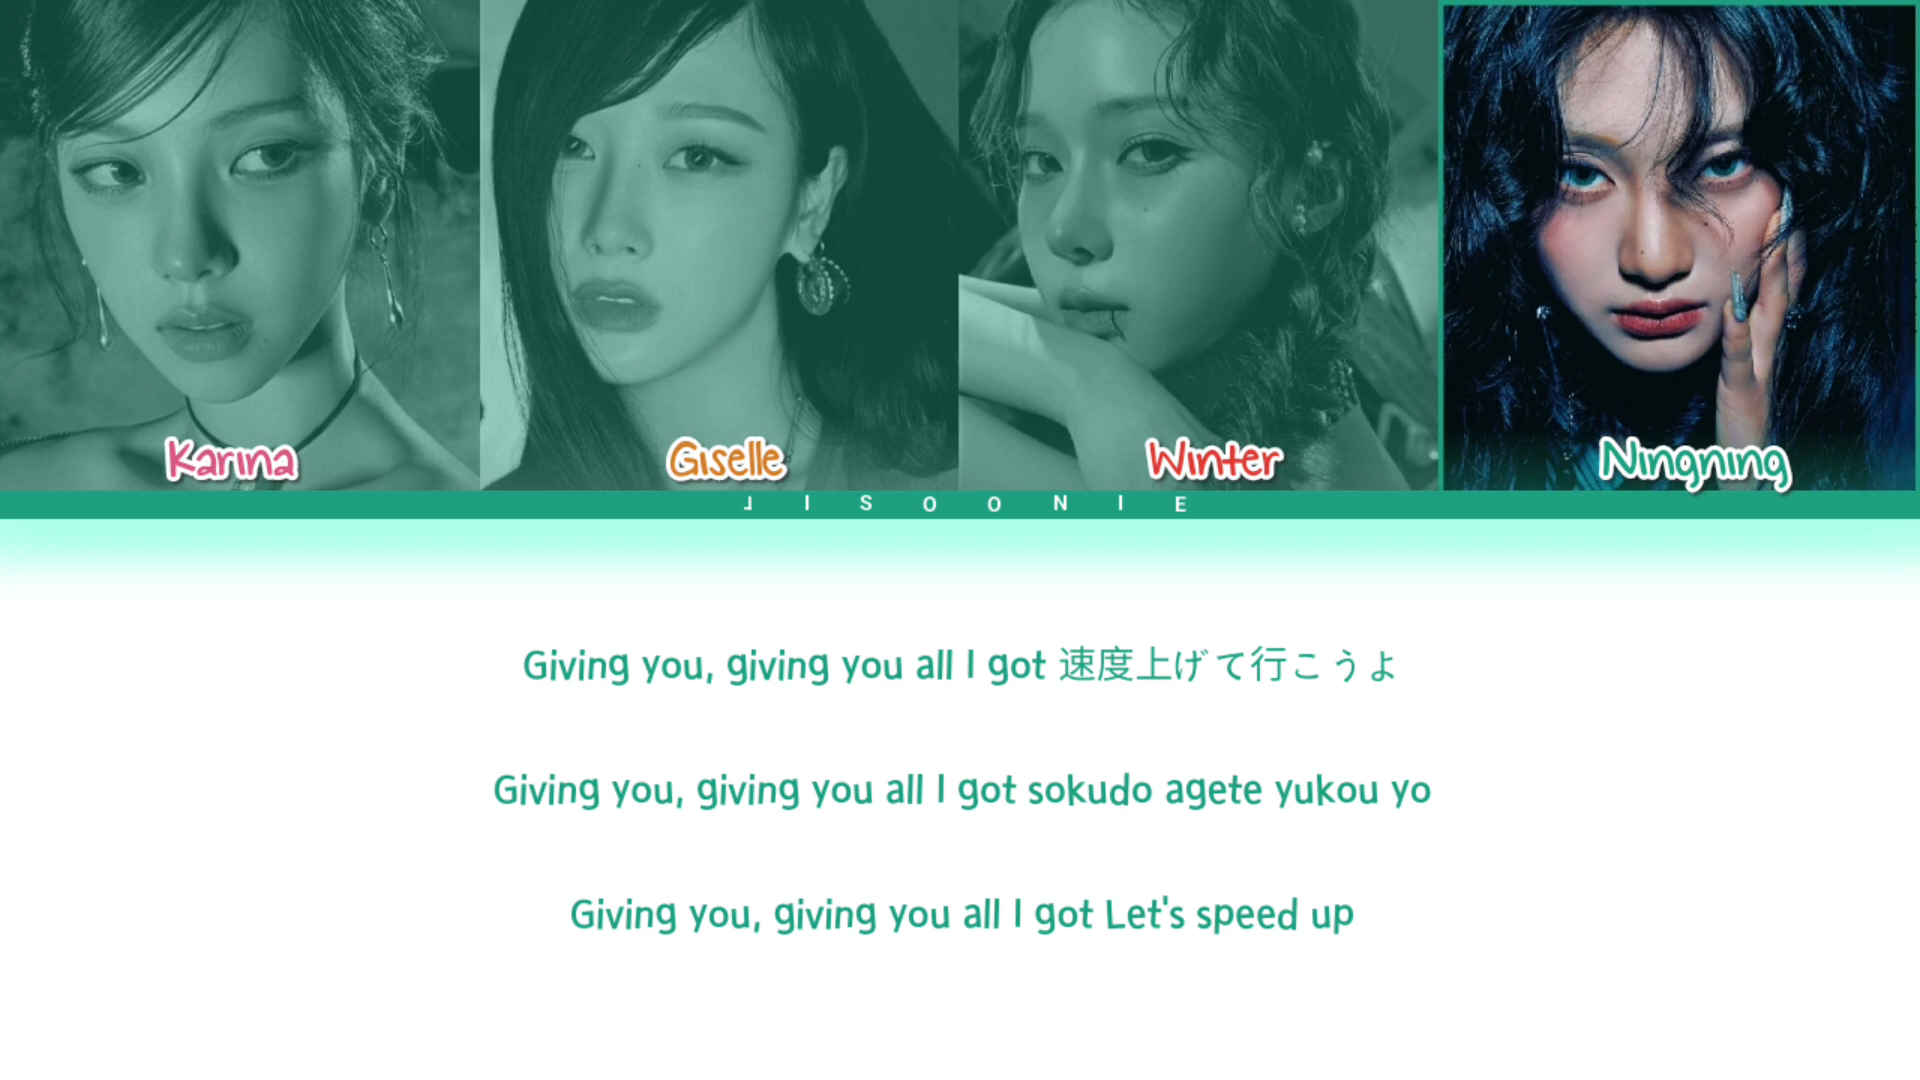 Karina
Giselle
Winter
Ningning
JISOONIE
Giving you, giving you all I got 速度上げて行こうよ
Giving you, giving you all I got sokudo agete yukou yo
Giving you, giving you all I got Let's speed up